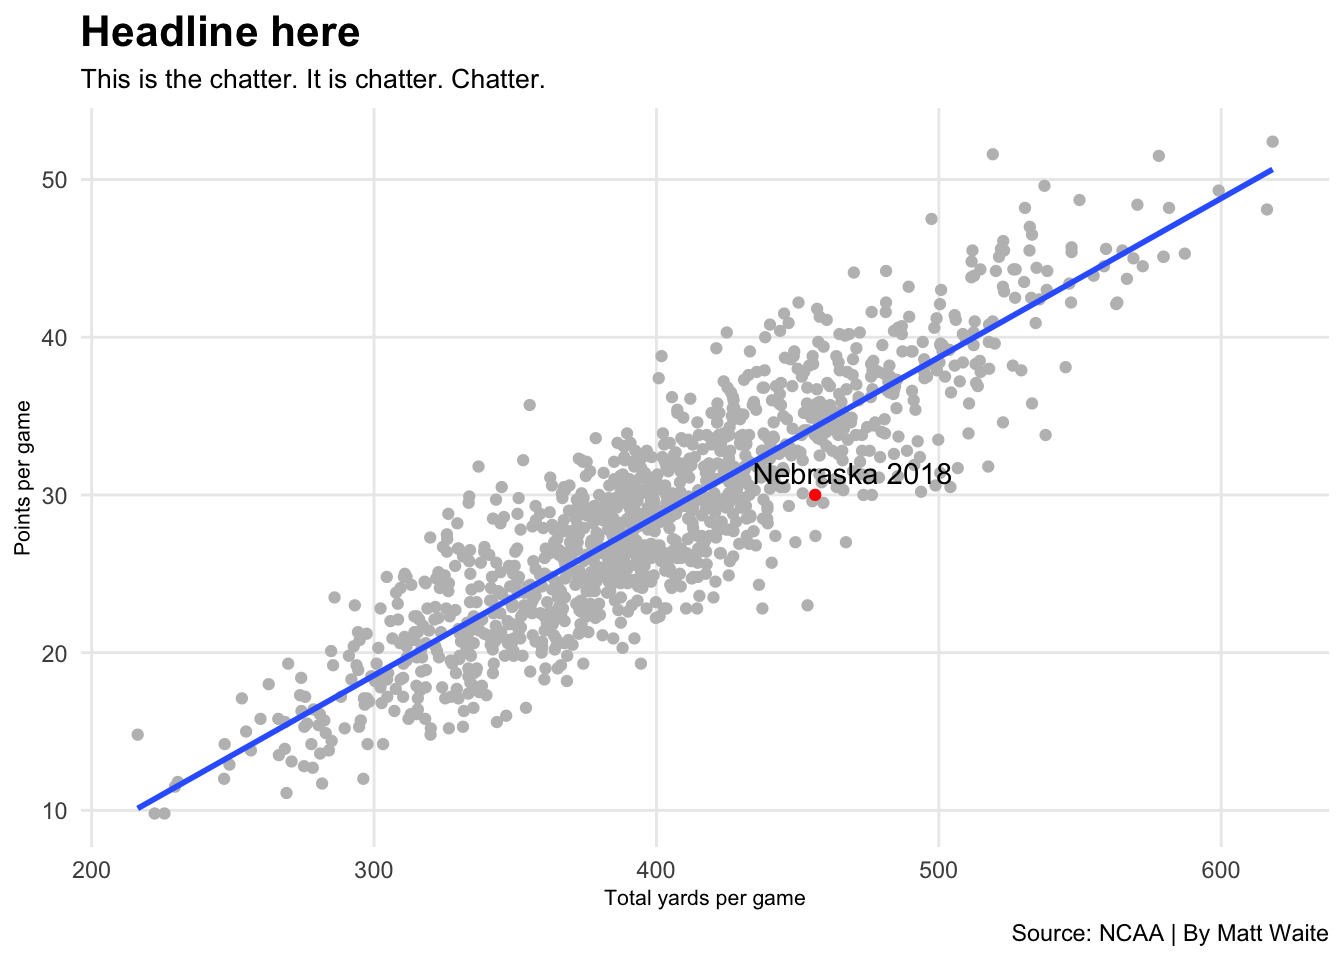 Headline here
This is the chatter. It is chatter. Chatter.
50
40
30
20
10
Points per game
Nebraska 2018
200 300 400 500 600
Total yards per game
Source: NCAA | By Matt Waite